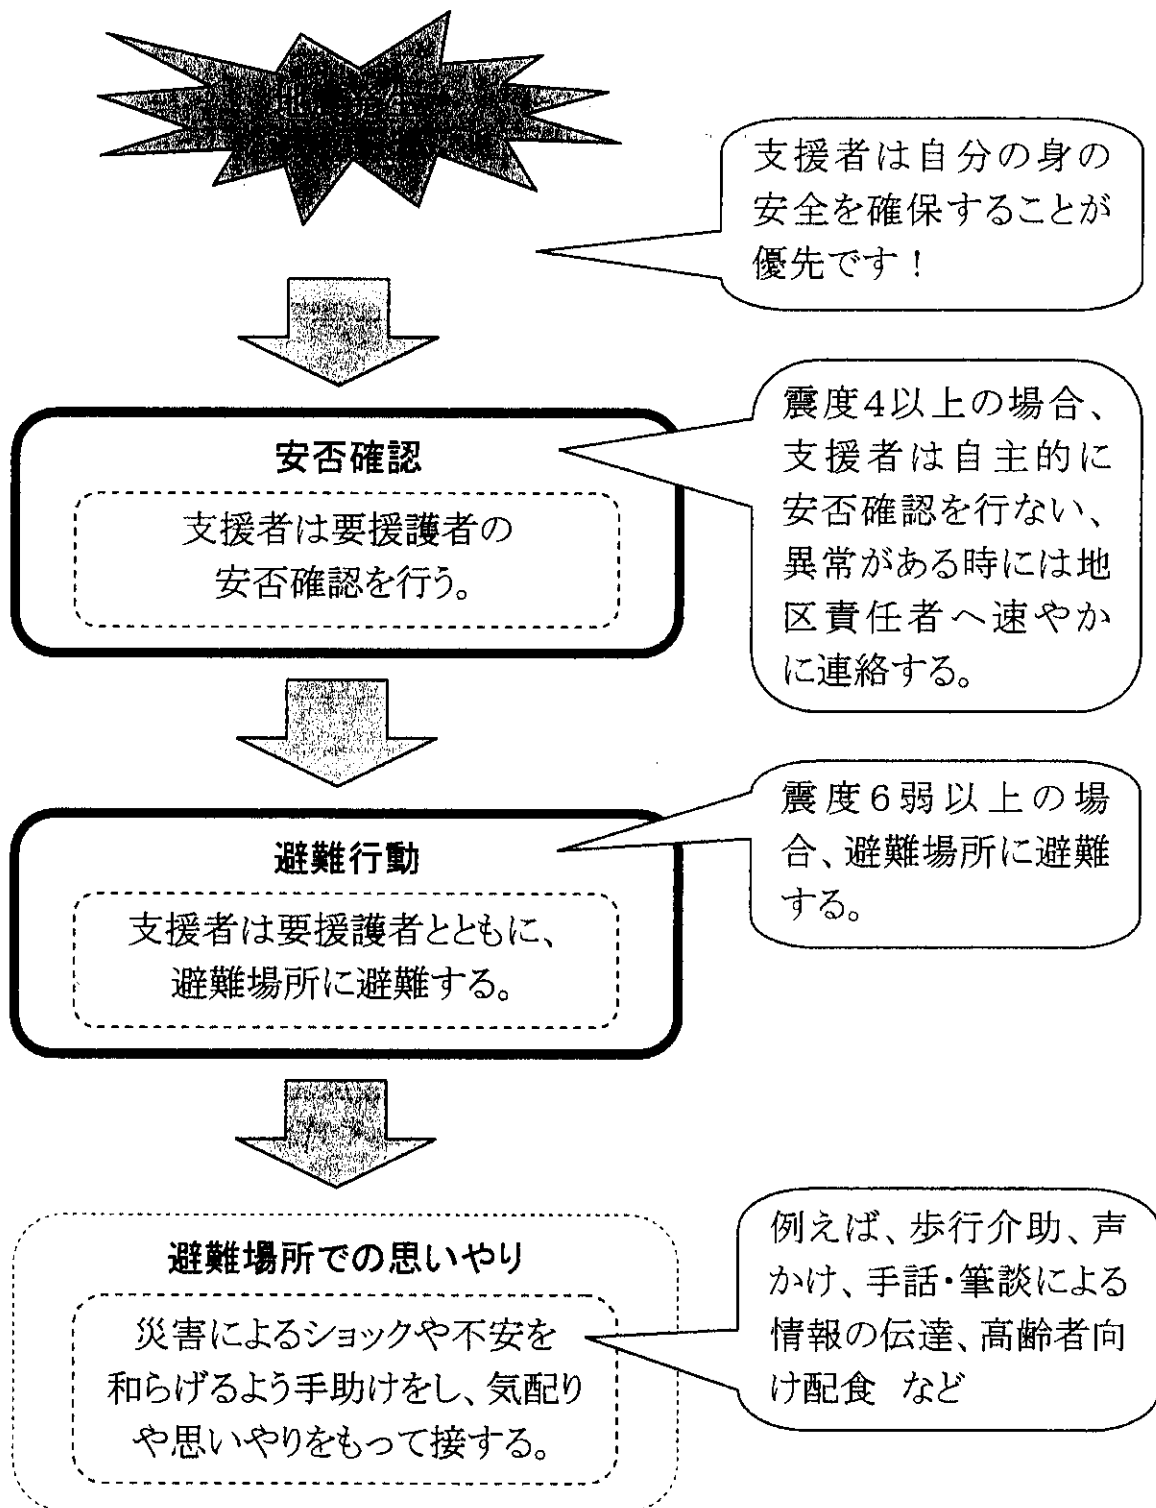 支援者は自分の身の
安全を確保することが
優先です！
安否確認
支援者は要援護者の
安否確認を行う。
震度4以上の場合、
支援者は自主的に
安否確認を行ない、
異常がある時には地
区責任者へ速やか
に連絡する。
避難行動
支援者は要援護者とともに、
避難場所に避難する。
震度6弱以上の場
合、避難場所に避難
する。
避難場所での思いやり
災害によるショックや不安を
和らげるよう手助けをし、気配り
や思いやりをもって接する。
例えば、歩行介助、声
かけ、手話・筆談による
情報の伝達、高齢者向
け配食 など